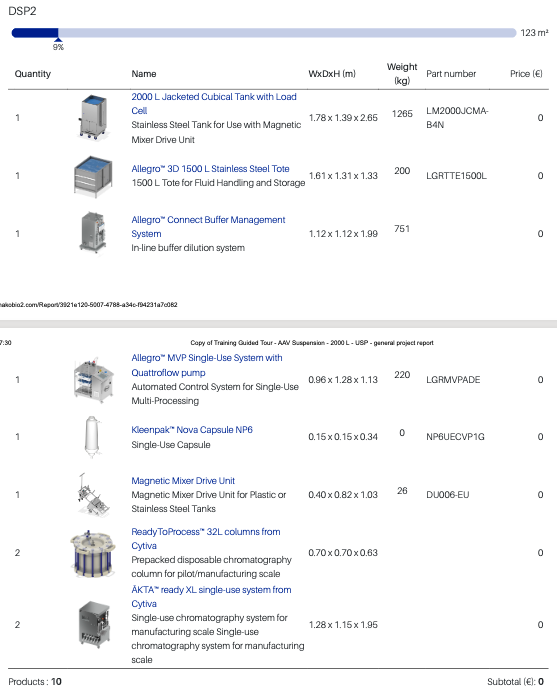 DSP2
123 m²
9%
Quantity Name WxDxH (m) Weight (kg) Part number Price (€)
2000 L Jacketed Cubical Tank with Load
Cell
1 Stainless Steel Tank for Use with Magnetic 1.78 x 1.39 x 2.65 1265 LM2000JCMA-B4N 0
Mixer Drive Unit
Allegro™ 3D 1500 L Stainless Steel Tote
1 1500 L Tote for Fluid Handling and Storage 1.61 x 1.31 x 1.33 200 LGRTTE1500L 0
Allegro™ Connect Buffer Management
1 System 1.12 x 1.12 x 1.99 751 0
In-line buffer dilution system
nakobio2.com/Report/3921e120-5007-4788-a34c-f94231a7c082
7:30 Copy of Training Guided Tour - AAV Suspension - 2000 L - USP - general project report
Allegro™ MVP Single-Use System with
Quattroflow pump
1 Automated Control System for Single-Use 0.96 x 1.28 x 1.13 220 LGRMVPADE 0
Multi-Processing
Kleenpak™ Nova Capsule NP6
1 Single-Use Capsule 0.15 x 0.15 x 0.34 0 NP6UECVP1G 0
Magnetic Mixer Drive Unit
1 Magnetic Mixer Drive Unit for Plastic or 0.40 x 0.82 x 1.03 26 DU006-EU 0
Stainless Steel Tanks
ReadyToProcess™ 32L columns from
Cytiva
2 Prepacked disposable chromatography 0.70 x 0.70 x 0.63 0
column for pilot/manufacturing scale
ÄKTA™ ready XL single-use system from
Cytiva
2 Single-use chromatography system for 1.28 x 1.15 x 1.95 0
manufacturing scale Single-use
chromatography system for manufacturing
scale
Products : 10 Subtotal (€): 0